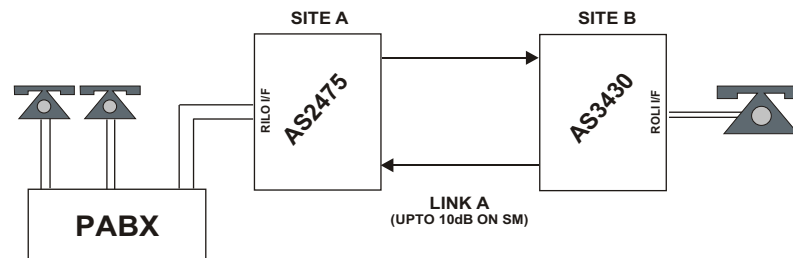 SITE A
SITE B
RILO I/F
AS2475
AS3430
ROLI I/F
LINK A
(UPTO 10dB ON SM)
PABX